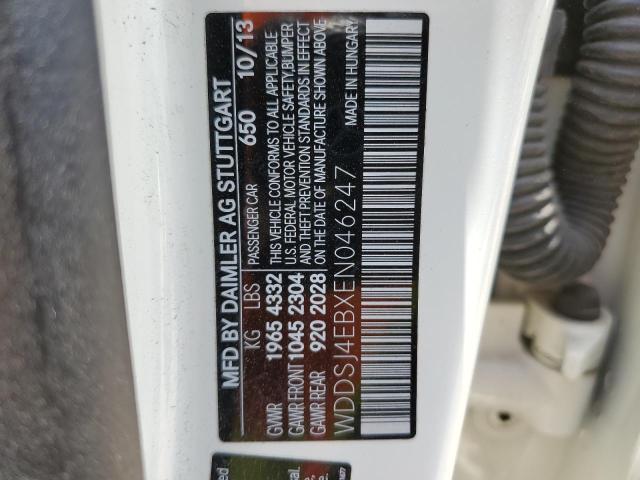 MFD BY DAIMLER AG STUTTGART
KG LBS PASSENGER CAR 650 10/13
GVWR 1965 4332 THIS VEHICLE CONFORMS TO ALL APPLICABLE
GAWR FRONT 1045 2304 U.S. FEDERAL MOTOR VEHICLE SAFETY, BUMPER
GAWR REAR 920 2028 AND THEFT PREVENTION STANDARDS IN EFFECT
ON THE DATE OF MANUFACTURE SHOWN ABOVE.
WDDSJ4EBXEN046247
MADE IN HUNGARY